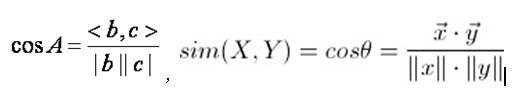 cos A = <b,c> / |b||c| , sim(X, Y) = cosθ = x⃗ · y⃗ / ||x|| · ||y||